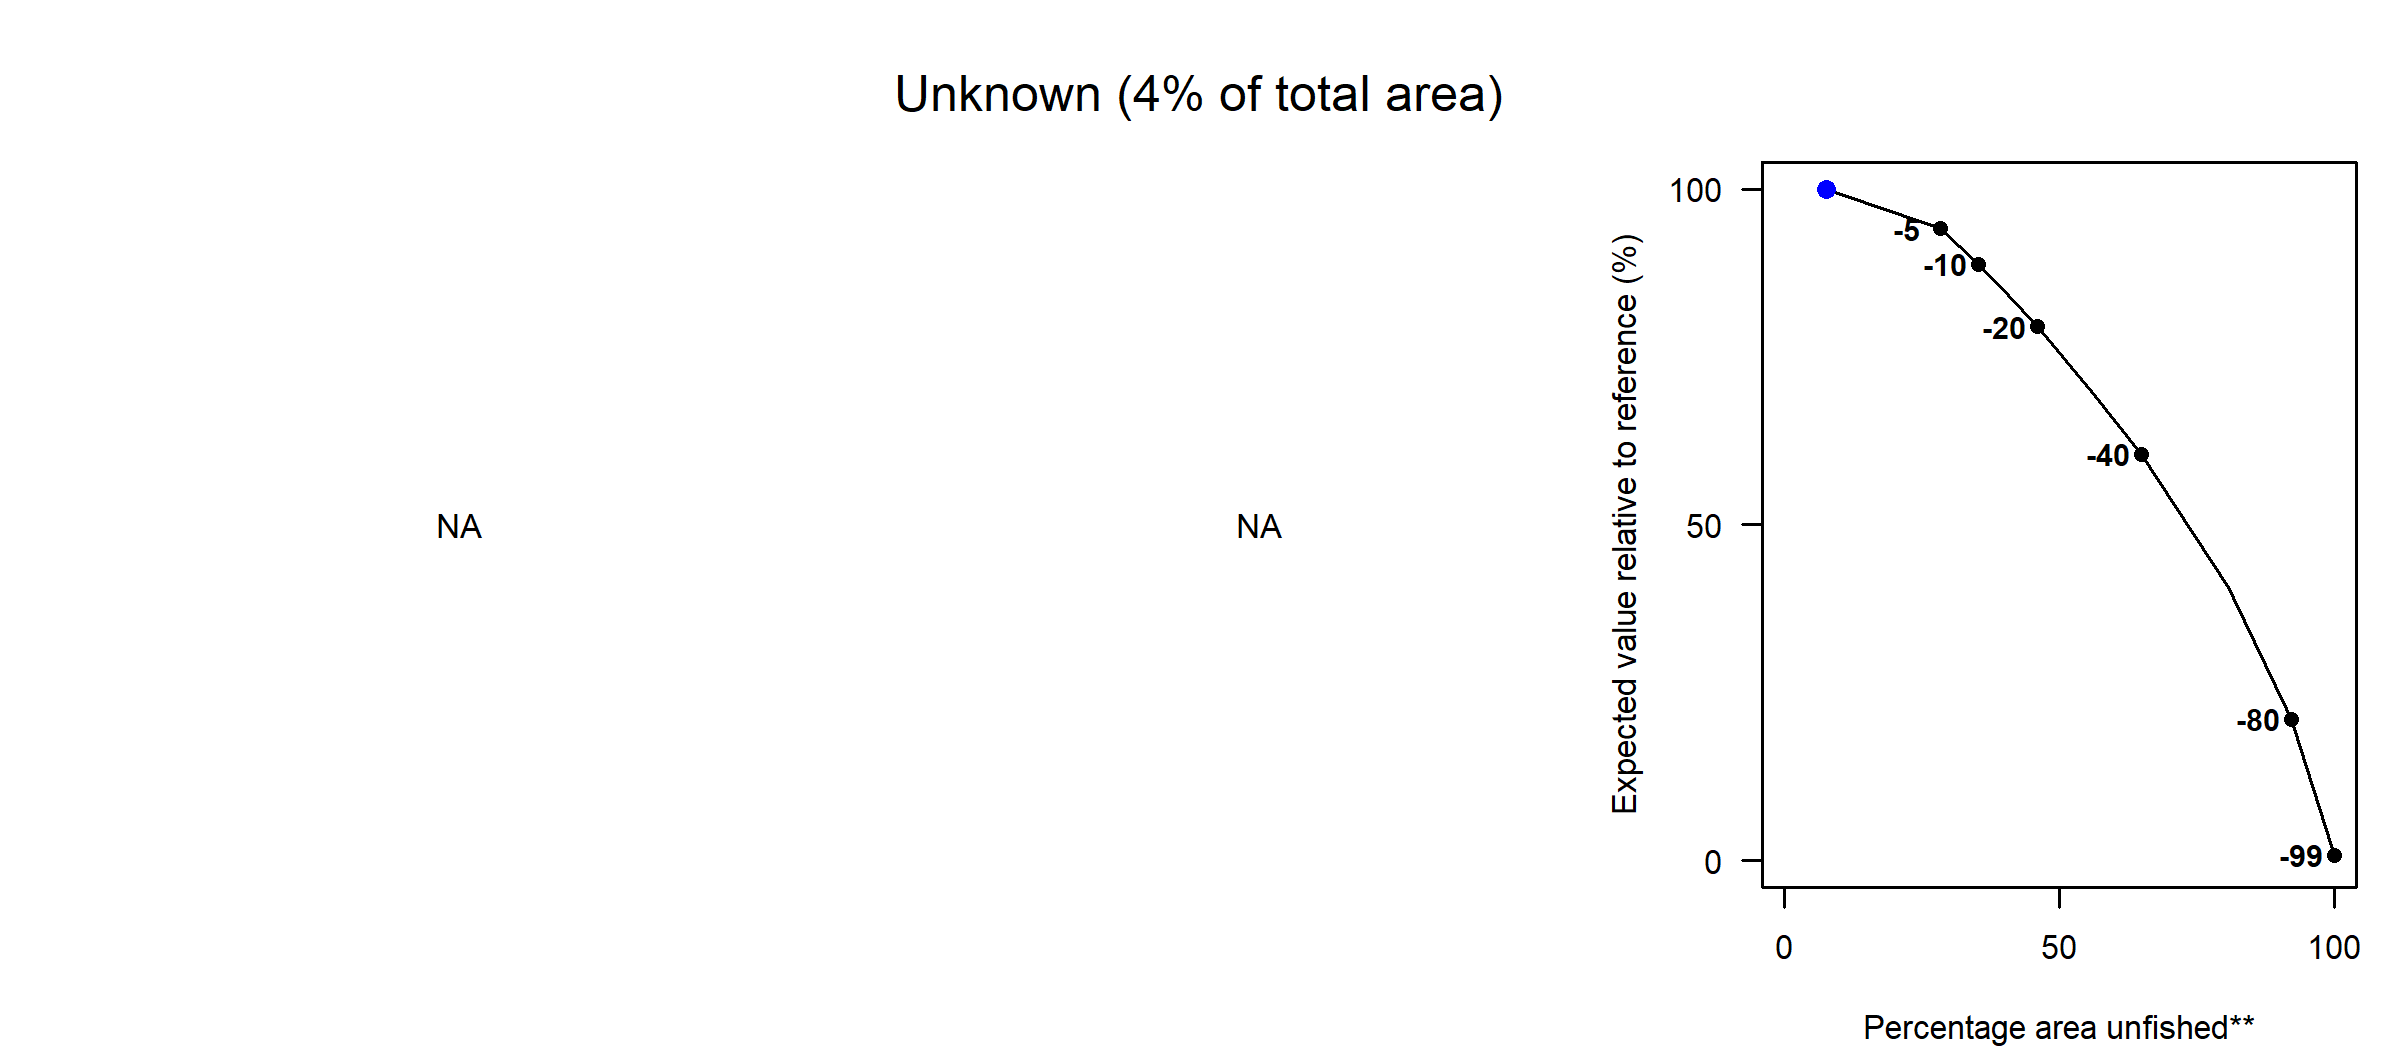 Unknown (4% of total area)
NA
NA
Expected value relative to reference (%)
100
50
0
-5
-10
-20
-40
-80
-99
0
50
100
Percentage area unfished**